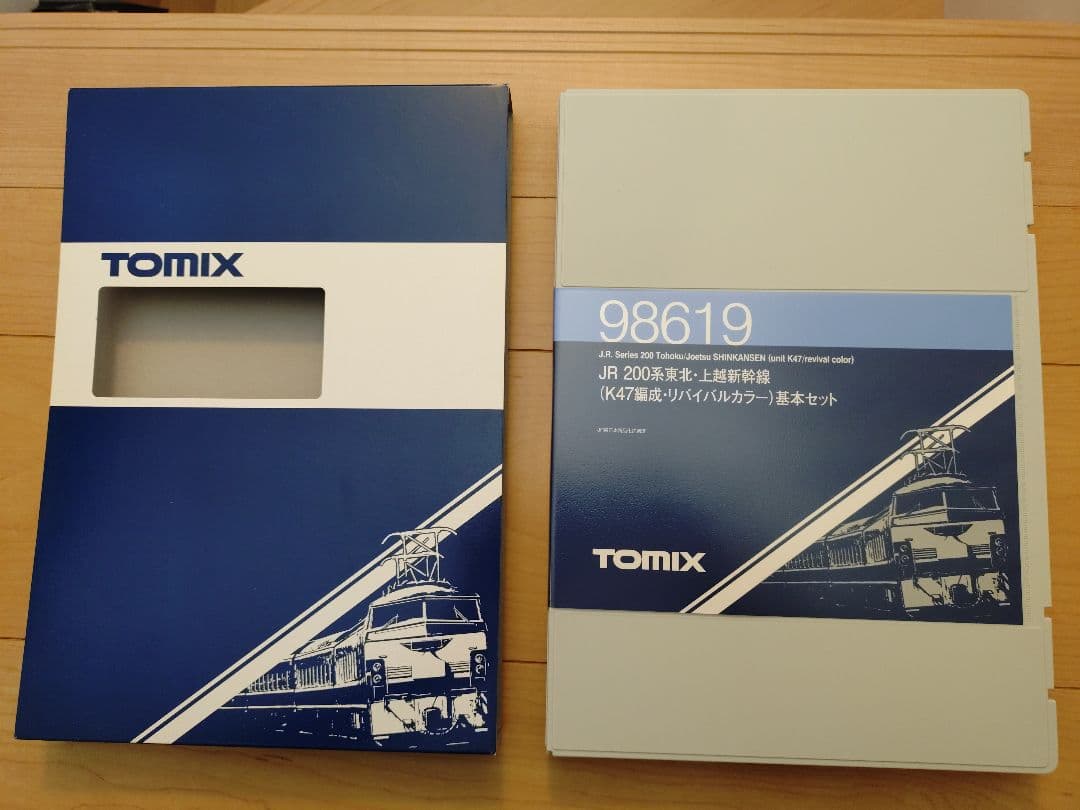 TOMIX
98619
J.R. Series 200 Tohoku/Joetsu SHINKANSEN (unit K47/revival color)
JR 200系東北・上越新幹線
(K47編成・リバイバルカラー)基本セット
TOMIX